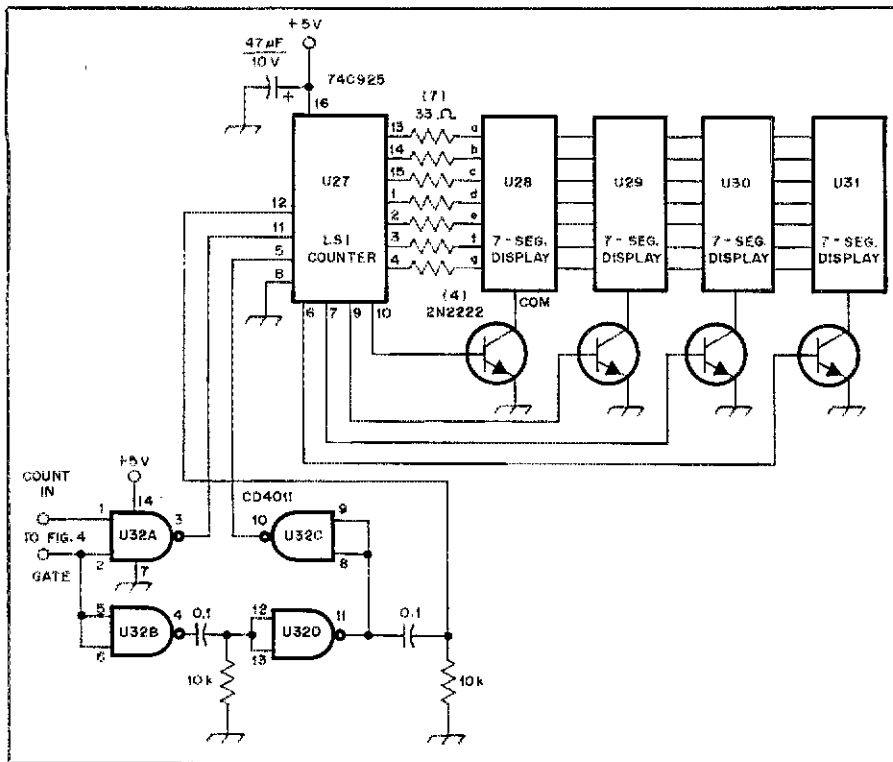 +5V
47µF
10V
+
74C925
16
(7)
33Ω
13
14
15
1
2
3
4
a
b
c
d
e
f
g
U27
LSI
COUNTER
12
11
5
8
6
7
9
10
U28
7-SEG.
DISPLAY
U29
7-SEG.
DISPLAY
U30
7-SEG.
DISPLAY
U31
7-SEG.
DISPLAY
COM
(4)
2N2222
+5V
COUNT
IN
1
14
U32A
3
TO FIG. 4
2
7
GATE
CD4011
10
U32C
9
8
5
6
U32B
4
0.1
12
13
U32D
11
0.1
10k
10k